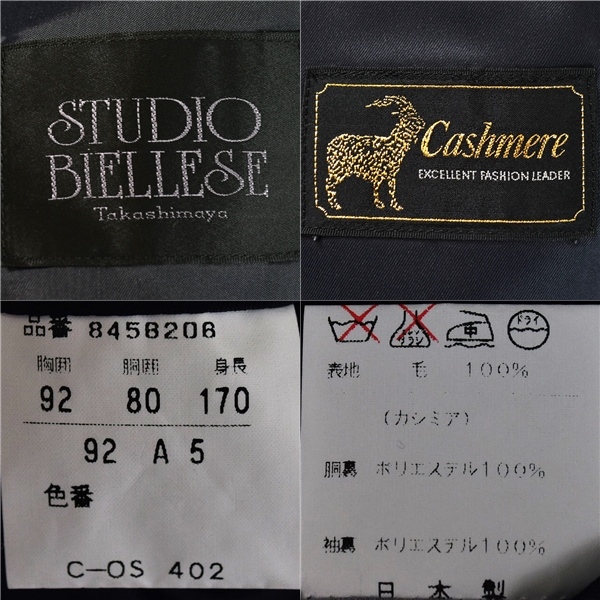 STUDIO
BIELLESE
Takashimaya
Cashmere
EXCELLENT FASHION LEADER
品番 8458208
胸囲 胴囲 身長
92 80 170
92 A 5
色番
C-OS 402
中 ドライ
表地 毛 100%
(カシミア)
胴裏 ポリエステル100%
袖裏 ポリエステル100%
日本製